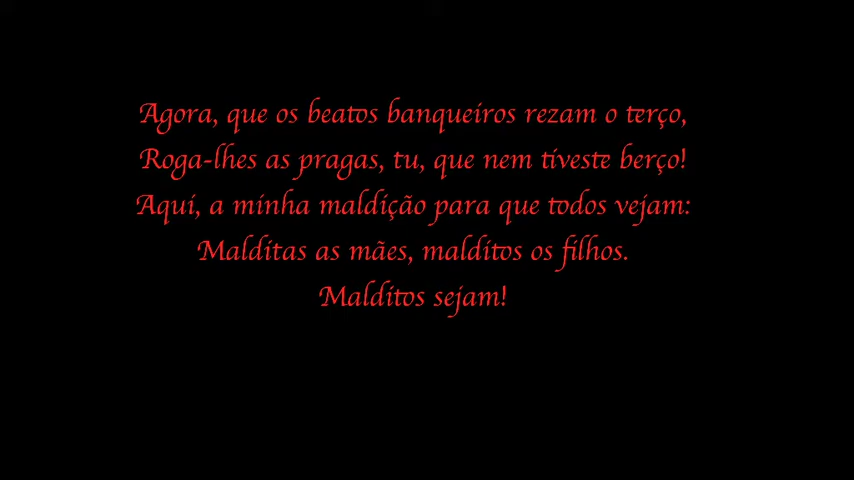 Agora, que os beatos banqueiros rezam o terço,
Roga-lhes as pragas, tu, que nem tiveste berço!
Aqui, a minha maldição para que todos vejam:
Malditas as mães, malditos os filhos.
Malditos sejam!